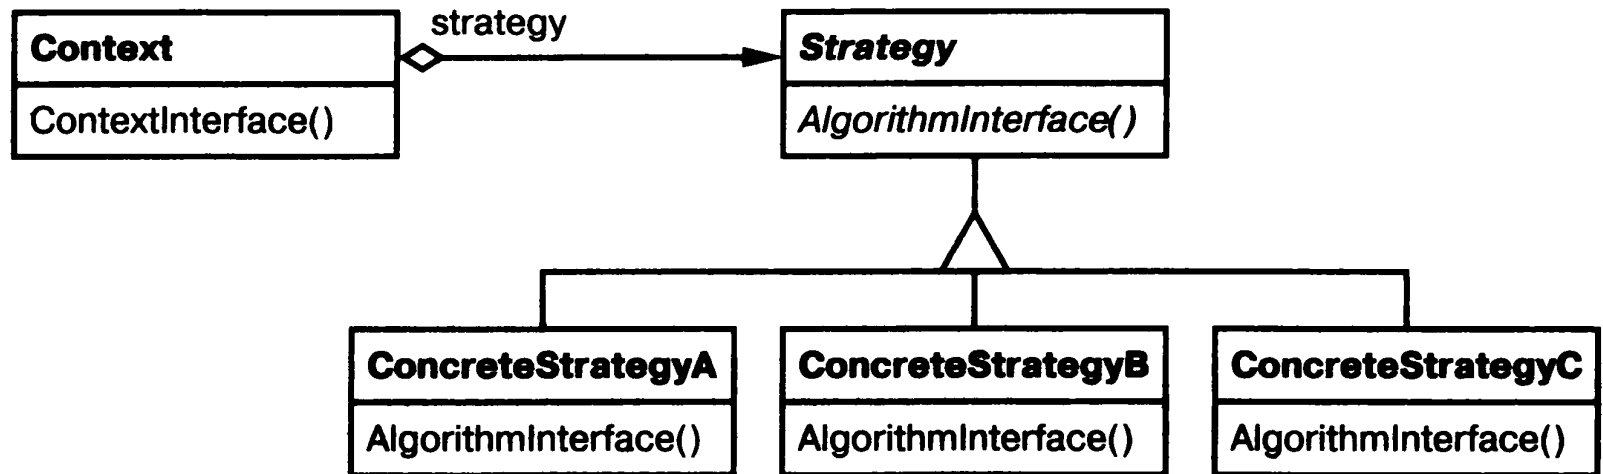 strategy
Context
Strategy
ContextInterface()
AlgorithmInterface()
ConcreteStrategyA
ConcreteStrategyB
ConcreteStrategyC
AlgorithmInterface()
AlgorithmInterface()
AlgorithmInterface()